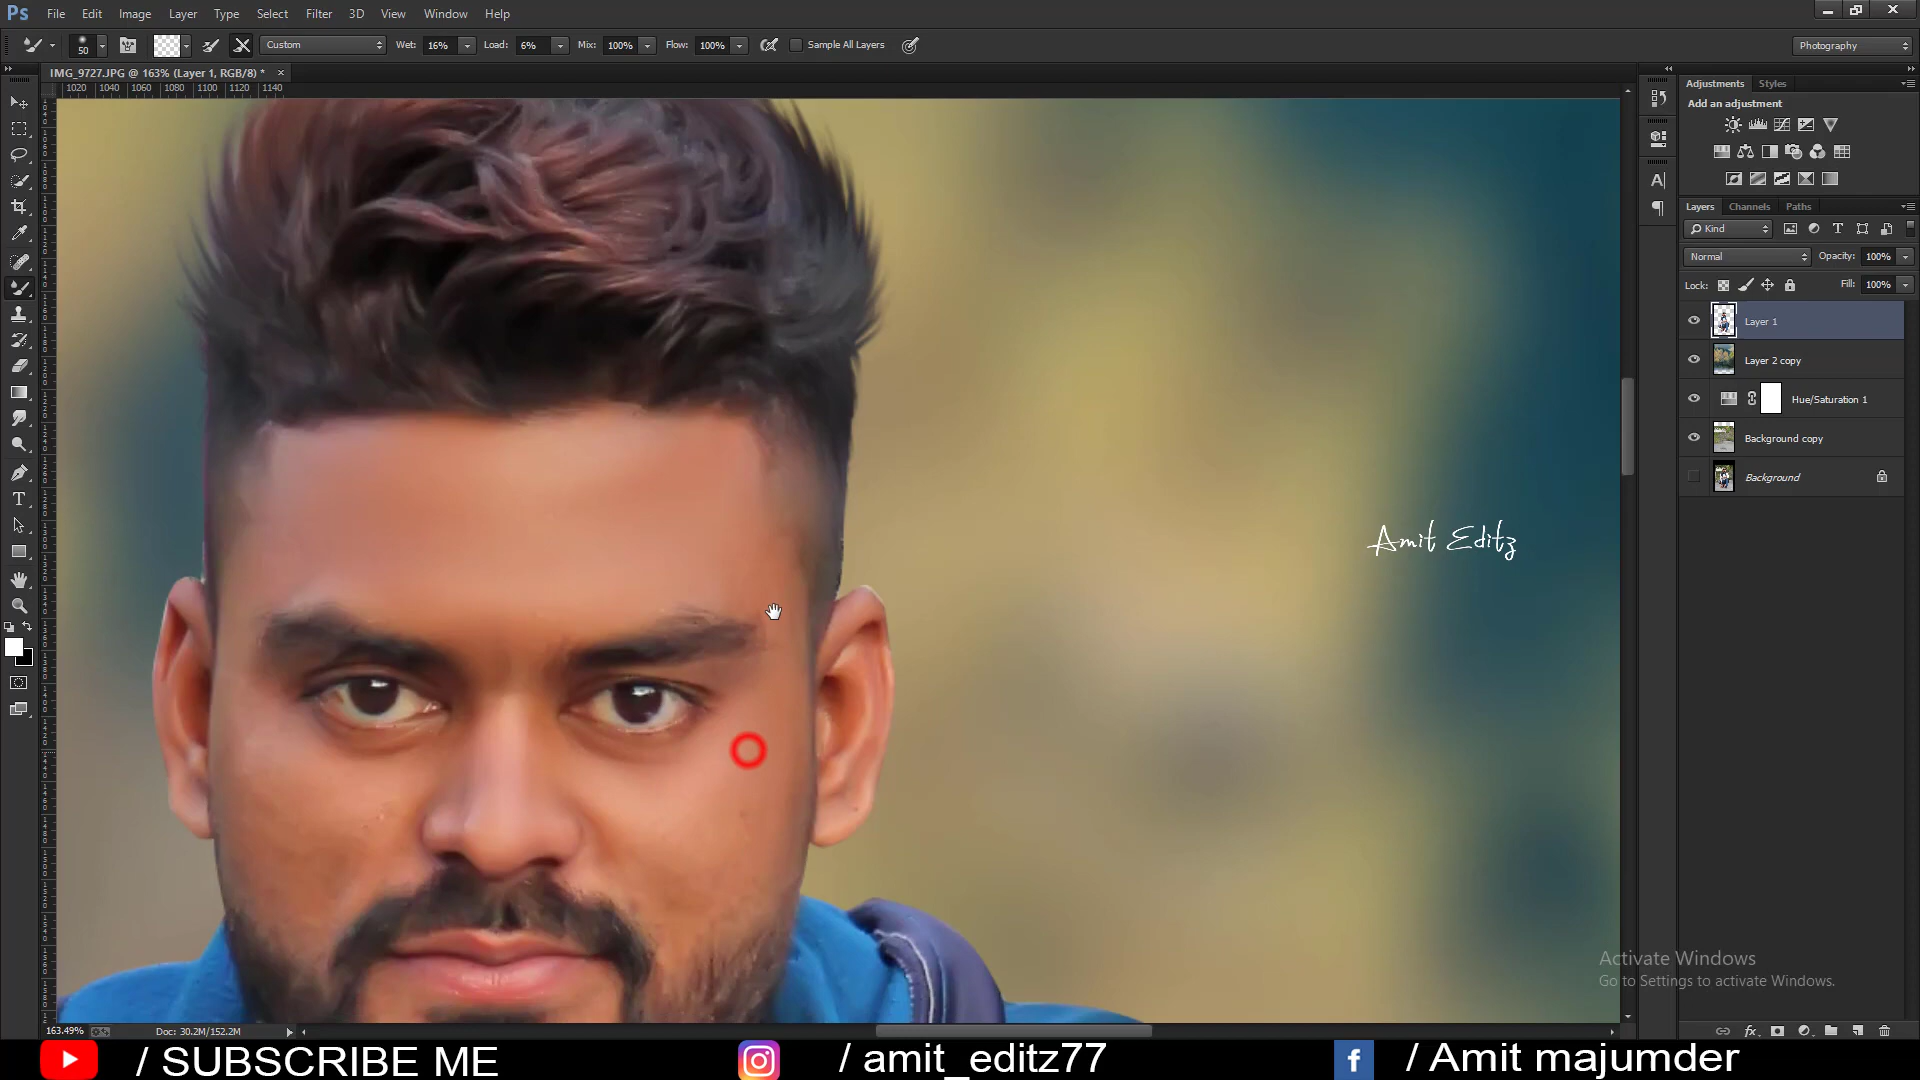 Ps File Edit Image Layer Type Select Filter 3D View Window Help
50 Custom Wet: 16% Load: 6% Mix: 100% Flow: 100% Sample All Layers Photography
IMG_9727.JPG @ 163% (Layer 1, RGB/8) * ×
1020 1040 1060 1080 1100 1120 1140
Adjustments Styles
Add an adjustment
Layers Channels Paths
Kind
Normal Opacity: 100%
Lock: Fill: 100%
Layer 1
Layer 2 copy
Hue/Saturation 1
Background copy
Background
Amit Editz
Activate Windows
Go to Settings to activate Windows.
163.49% Doc: 30.2M/152.2M
/ SUBSCRIBE ME / amit_editz77 / Amit majumder